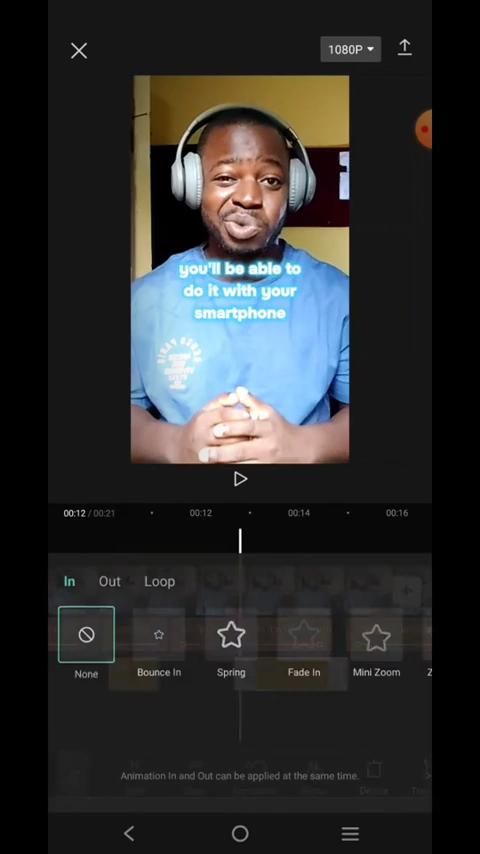 1080P
you'll be able to
do it with your
smartphone
00:12 / 00:21
00:12
00:14
00:16
In
Out
Loop
None
Bounce In
Spring
Fade In
Mini Zoom
Animation In and Out can be applied at the same time.